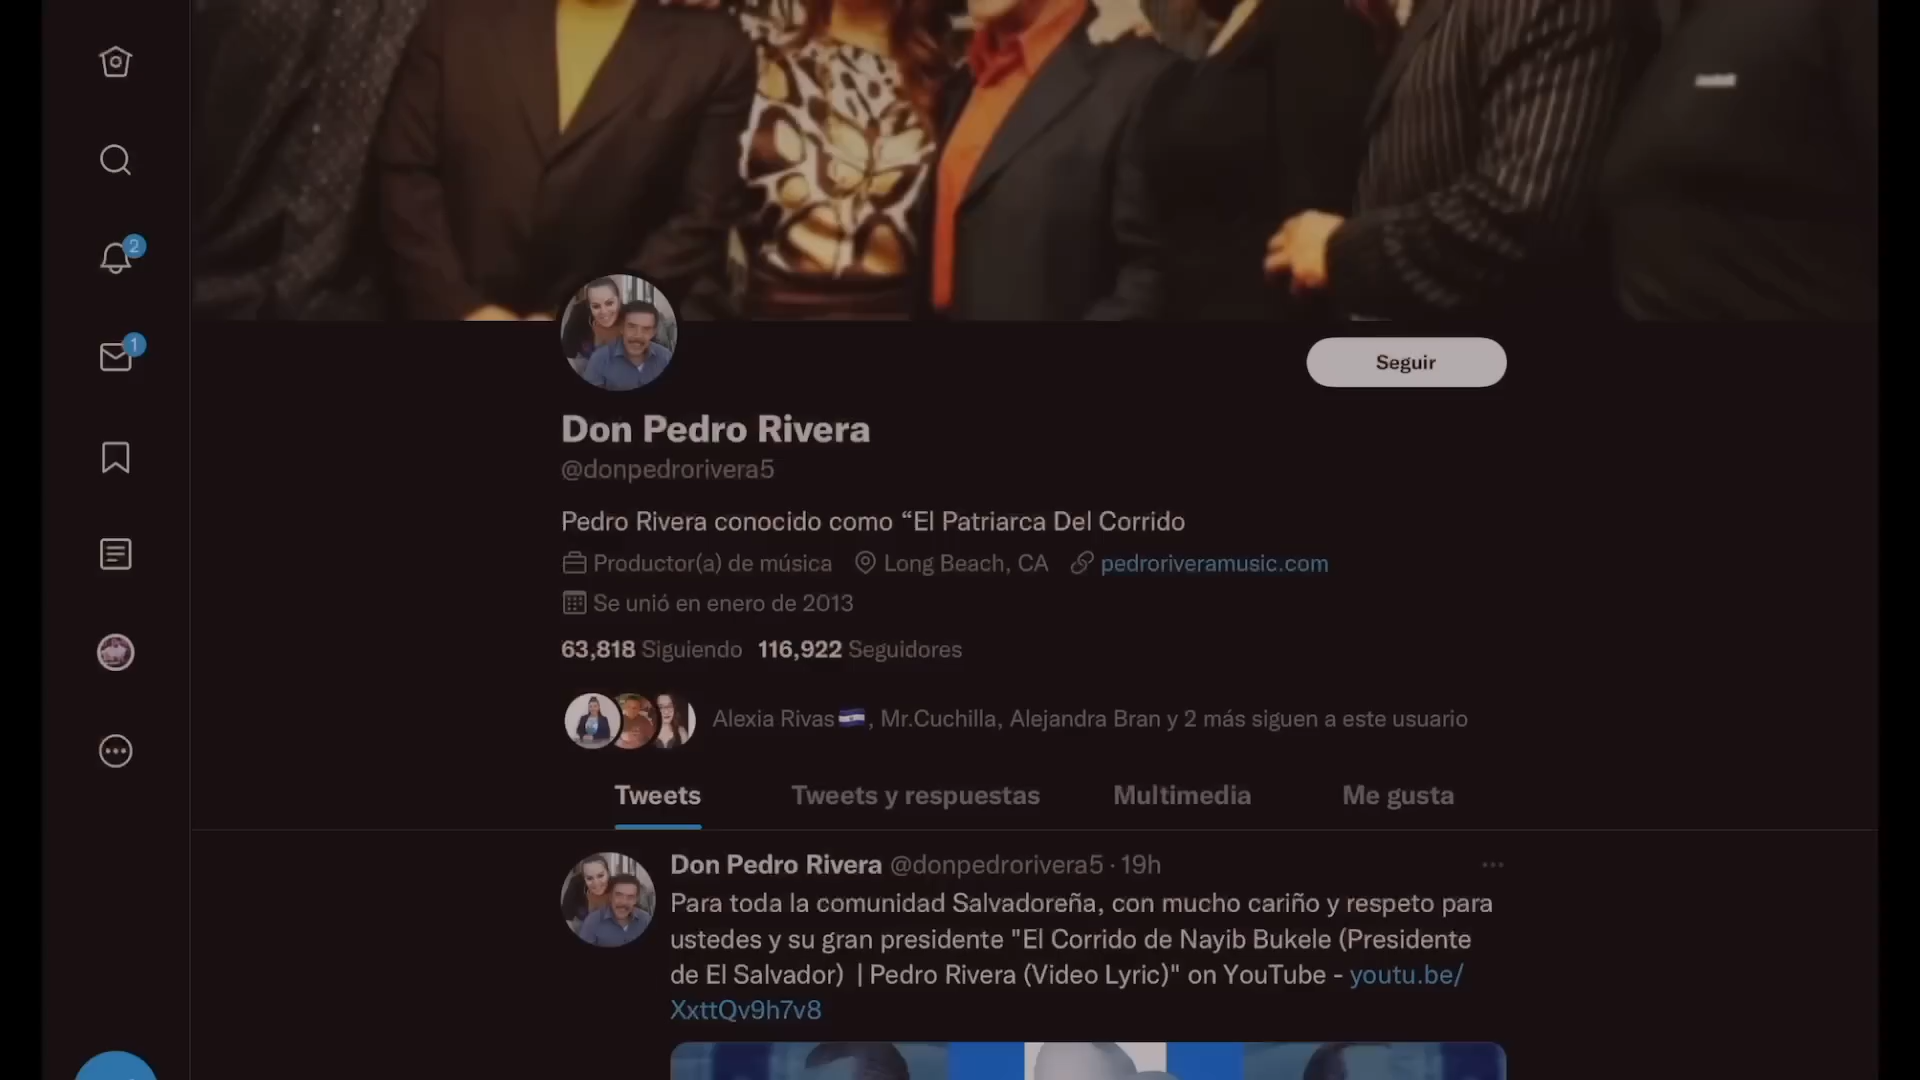 2
1
Seguir
Don Pedro Rivera
@donpedrorivera5
Pedro Rivera conocido como “El Patriarca Del Corrido
Productor(a) de música Long Beach, CA pedroriveramusic.com
Se unió en enero de 2013
63,818 Siguiendo 116,922 Seguidores
Alexia Rivas🇸🇻, Mr.Cuchilla, Alejandra Bran y 2 más siguen a este usuario
Tweets Tweets y respuestas Multimedia Me gusta
Don Pedro Rivera @donpedrorivera5 · 19h
Para toda la comunidad Salvadoreña, con mucho cariño y respeto para
ustedes y su gran presidente "El Corrido de Nayib Bukele (Presidente
de El Salvador) | Pedro Rivera (Video Lyric)" on YouTube - youtu.be/
XxttQv9h7v8